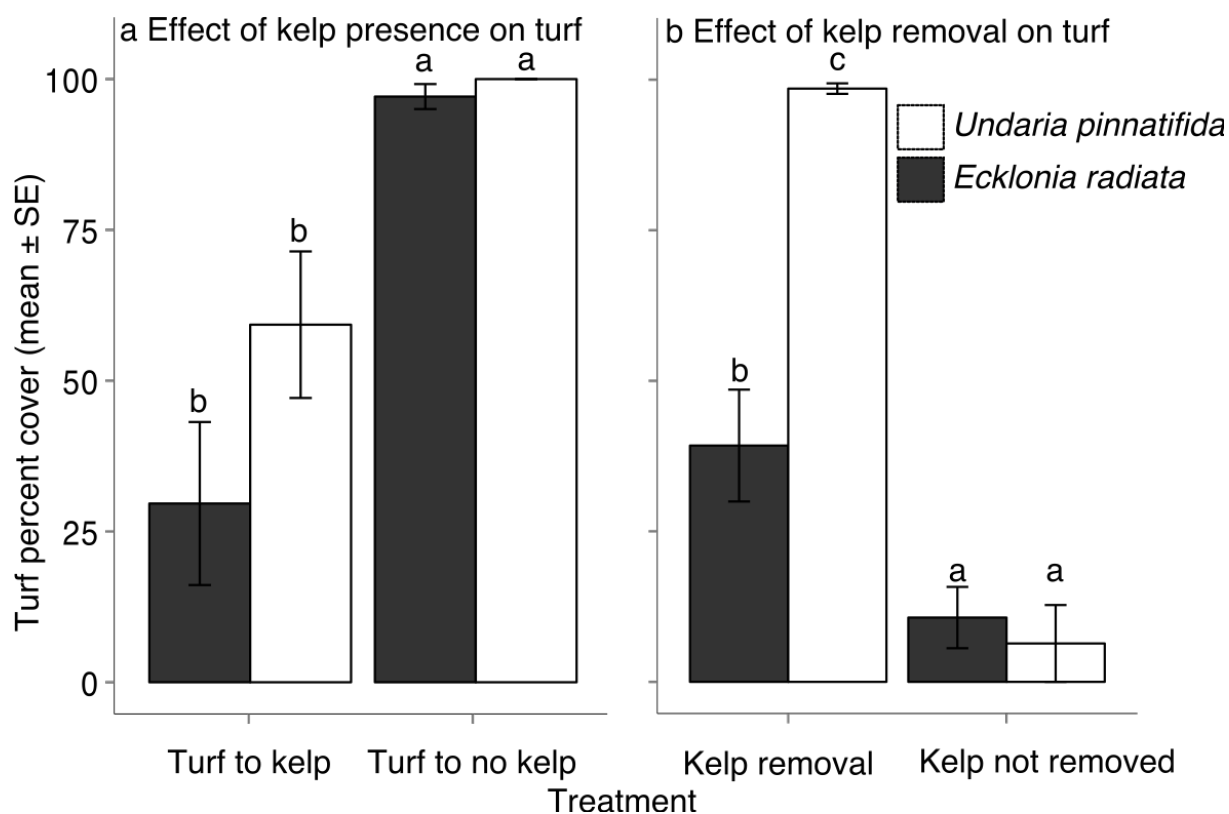 a Effect of kelp presence on turf
b Effect of kelp removal on turf
Turf percent cover (mean ± SE)
100
75
50
25
0
b
b
a
a
b
c
a
a
Undaria pinnatifida
Ecklonia radiata
Turf to kelp
Turf to no kelp
Kelp removal
Kelp not removed
Treatment